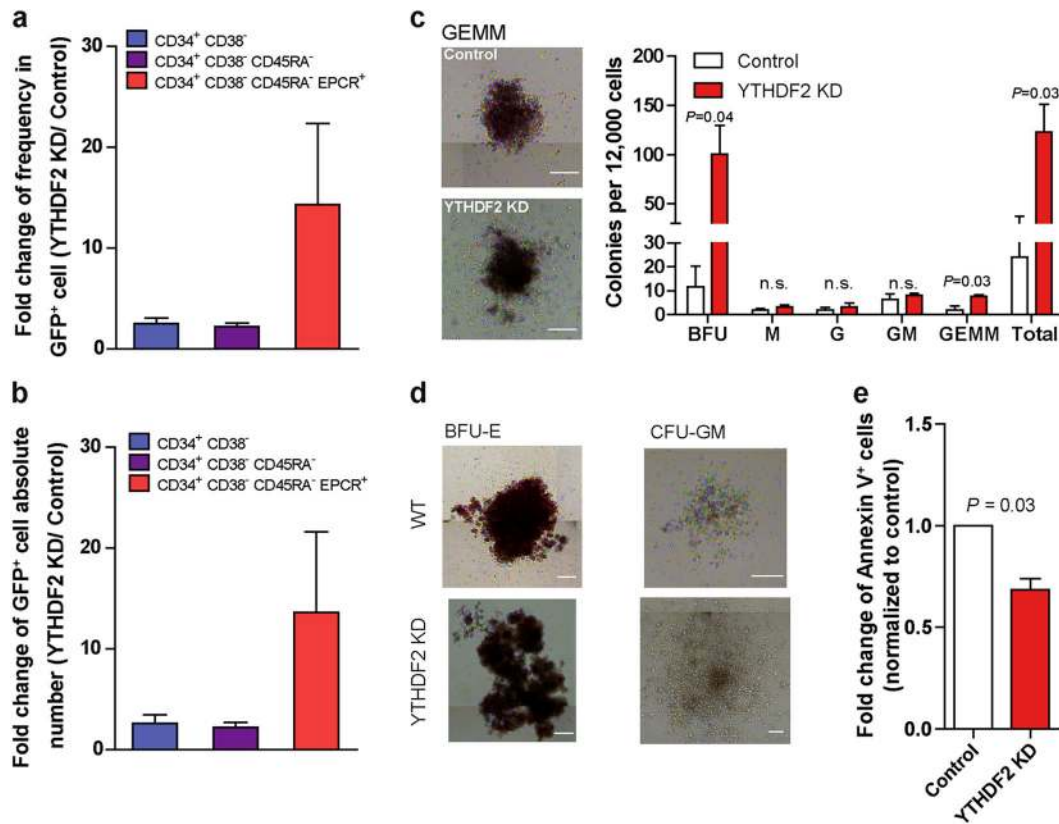 a
Fold change of frequency in
GFP⁺ cell (YTHDF2 KD/ Control)
30
20
10
0
CD34⁺ CD38⁻
CD34⁺ CD38⁻ CD45RA⁻
CD34⁺ CD38⁻ CD45RA⁻ EPCR⁺
b
Fold change of GFP⁺ cell absolute
number (YTHDF2 KD/ Control)
30
20
10
0
CD34⁺ CD38⁻
CD34⁺ CD38⁻ CD45RA⁻
CD34⁺ CD38⁻ CD45RA⁻ EPCR⁺
c
GEMM
Control
YTHDF2 KD
Colonies per 12,000 cells
200
150
100
50
30
20
10
0
Control
YTHDF2 KD
P=0.04
n.s.
n.s.
n.s.
P=0.03
P=0.03
BFU M G GM GEMM Total
d
BFU-E CFU-GM
WT
YTHDF2 KD
e
Fold change of Annexin V⁺ cells
(normalized to control)
1.5
1.0
0.5
0.0
P = 0.03
Control
YTHDF2 KD